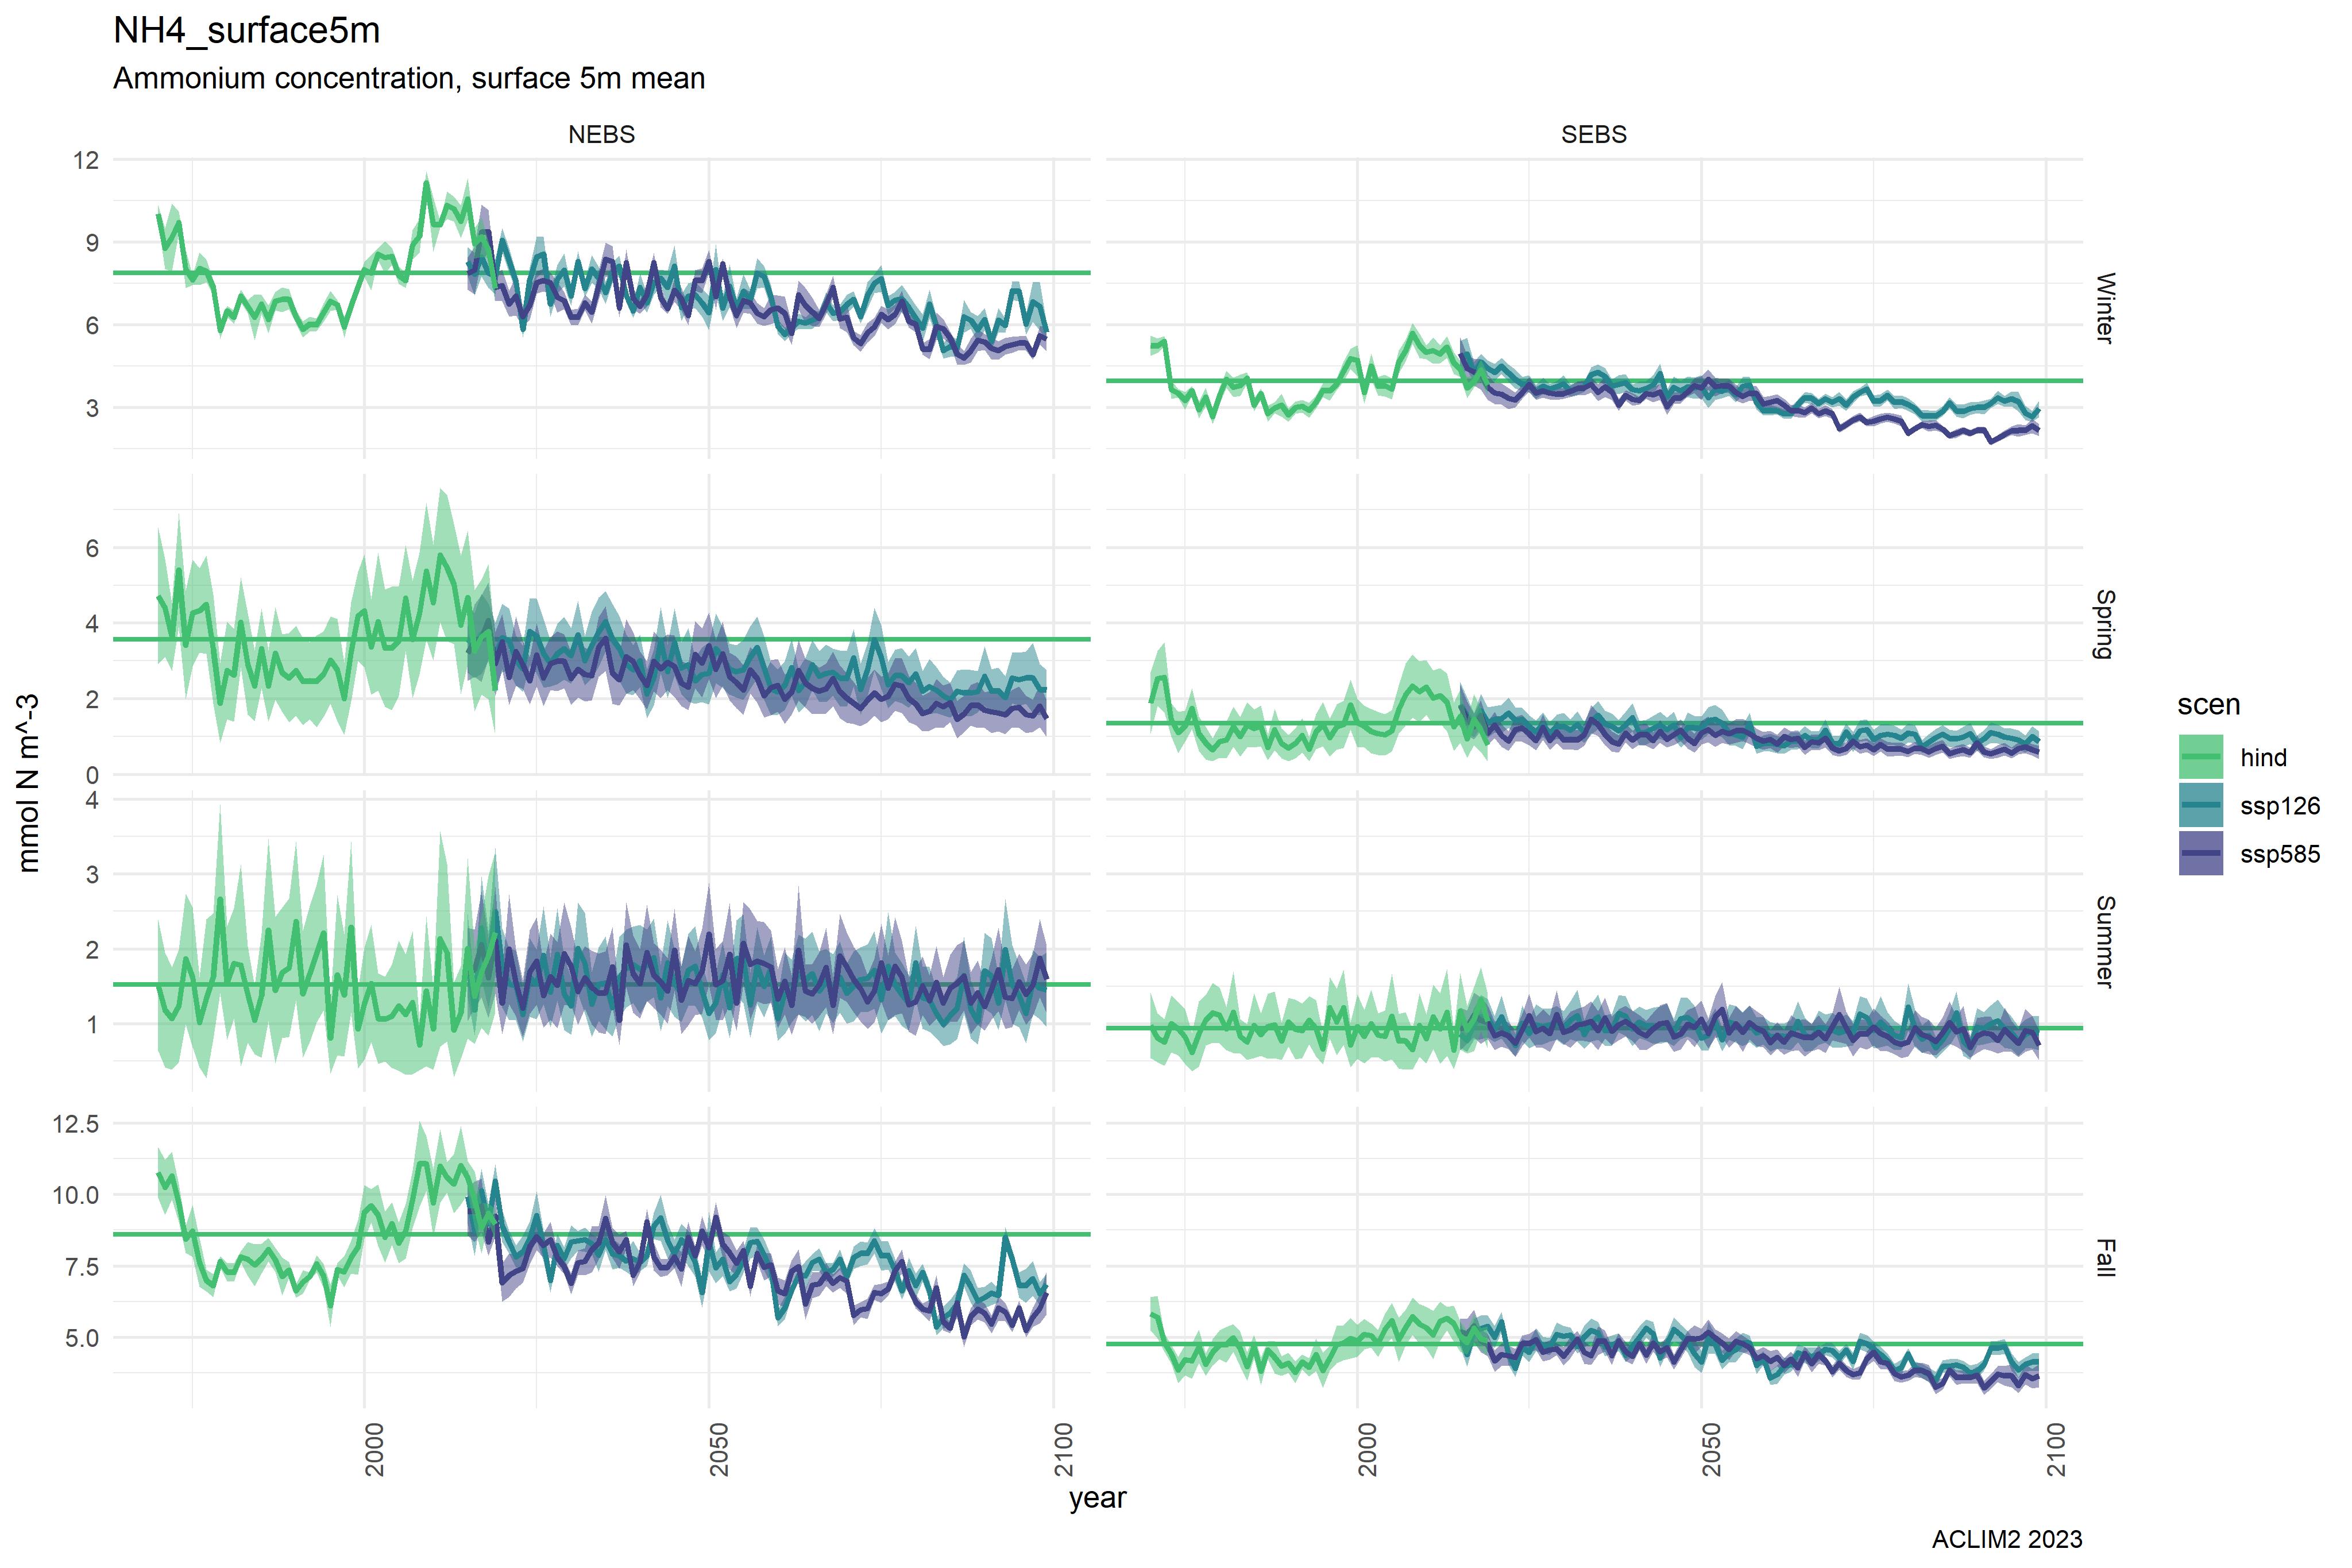 NH4_surface5m
Ammonium concentration, surface 5m mean
NEBS
SEBS
12
9
6
3
Winter
6
4
2
0
Spring
4
3
2
1
Summer
12.5
10.0
7.5
5.0
Fall
mmol N m^-3
2000
2050
2100
2000
2050
2100
year
scen
hind
ssp126
ssp585
ACLIM2 2023